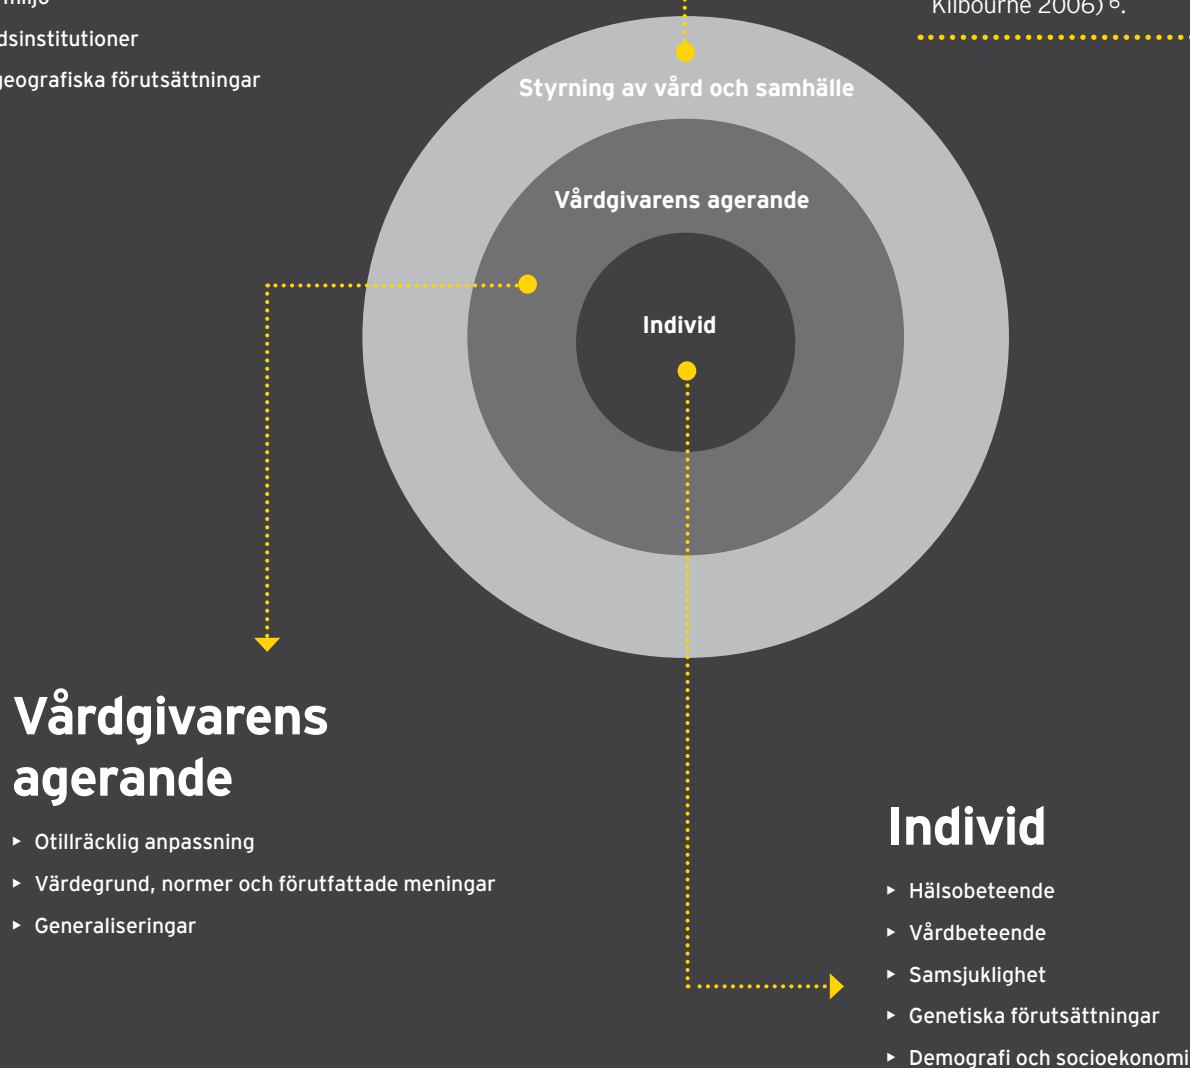 dsinstitutioner
geografiska förutsättningar
Kilbourne 2006) 6.
Styrning av vård och samhälle
Vårdgivarens agerande
Individ
Vårdgivarens
agerande
▸ Otillräcklig anpassning
▸ Värdegrund, normer och förutfattade meningar
▸ Generaliseringar
Individ
▸ Hälsobeteende
▸ Vårdbeteende
▸ Samsjuklighet
▸ Genetiska förutsättningar
▸ Demografi och socioekonomi